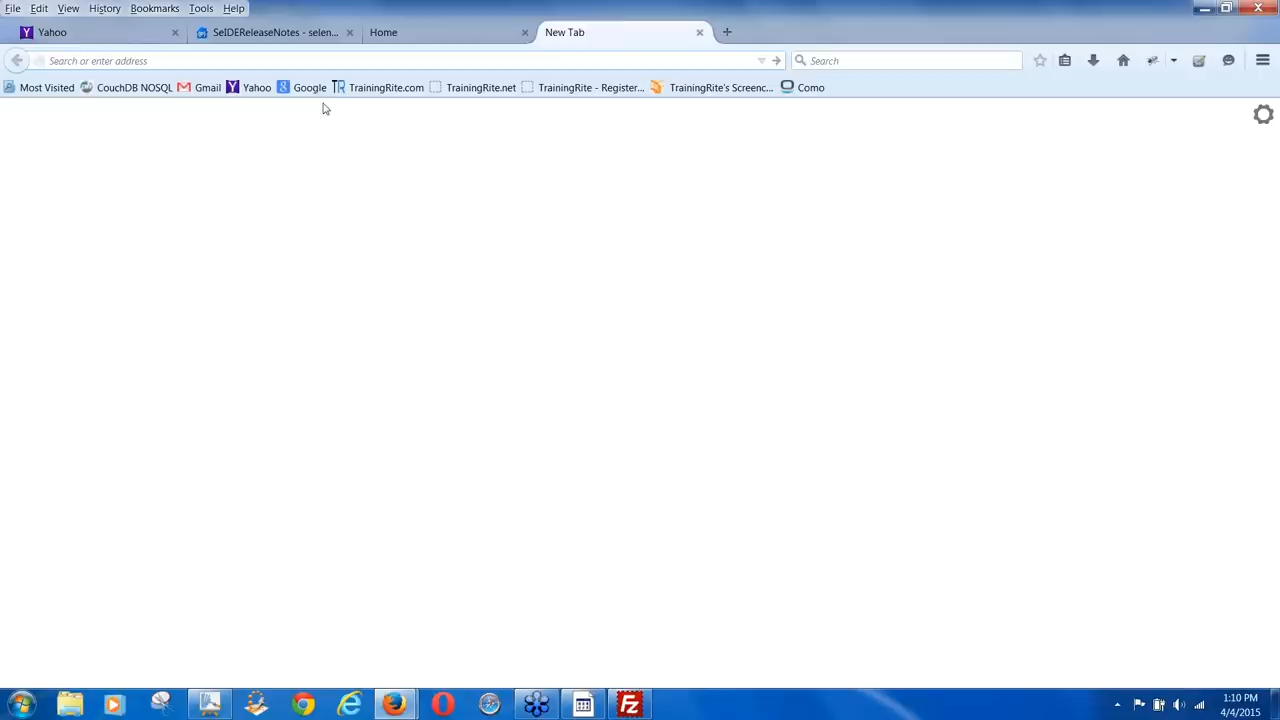 File Edit View History Bookmarks Tools Help
Yahoo SeIDEReleaseNotes - selen... Home New Tab
Search or enter address Search
Most Visited CouchDB NOSQL Gmail Yahoo Google TrainingRite.com TrainingRite.net TrainingRite - Register... TrainingRite's Screenc... Como
1:10 PM
4/4/2015